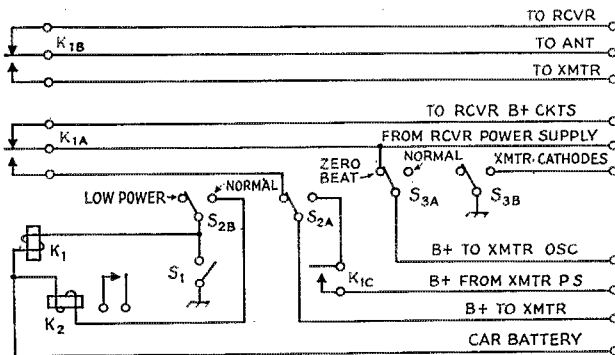 TO RCVR
K1B
TO ANT
TO XMTR
TO RCVR B+ CKTS
K1A
FROM RCVR POWER SUPPLY
ZERO BEAT
NORMAL
XMTR. CATHODES
S3A
S3B
LOW POWER
NORMAL
S2B
S2A
K1
S1
B+ TO XMTR OSC
K1C
B+ FROM XMTR PS
K2
B+ TO XMTR
CAR BATTERY